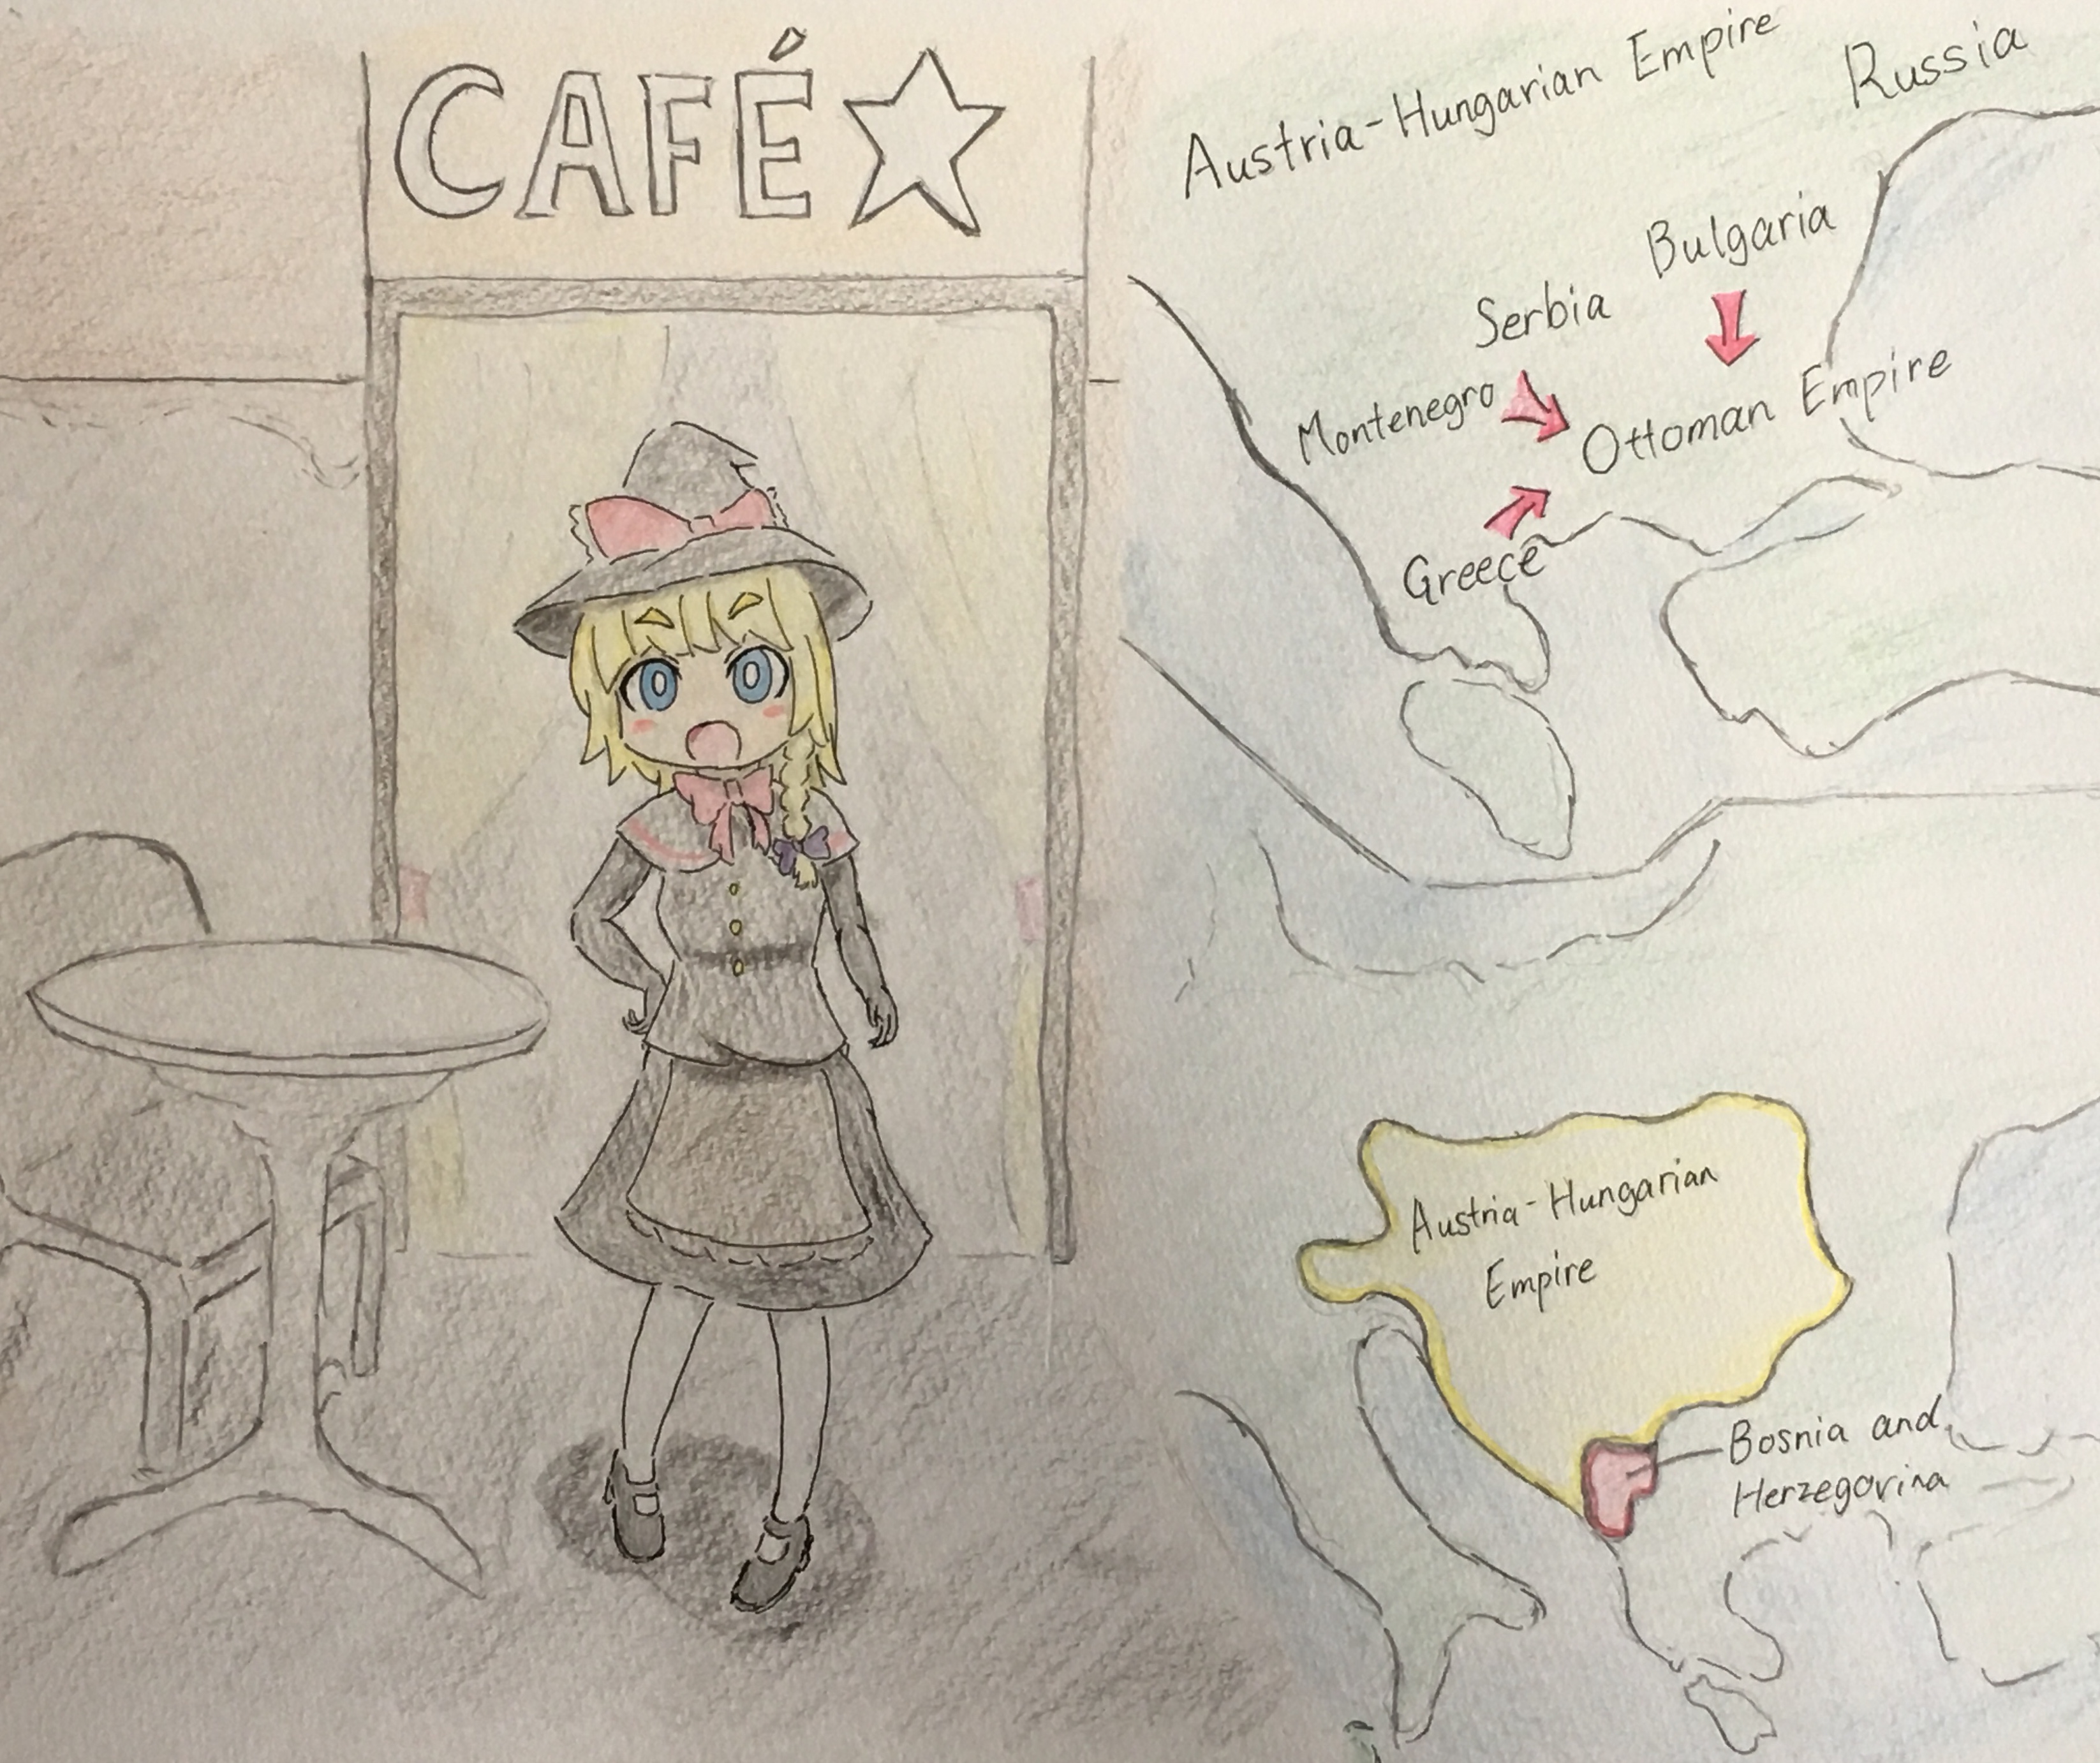 CAFÉ☆
Austria-Hungarian Empire
Russia
Bulgaria
Serbia
Montenegro
Ottoman Empire
Greece
Austria-Hungarian
Empire
Bosnia and
Herzegovina